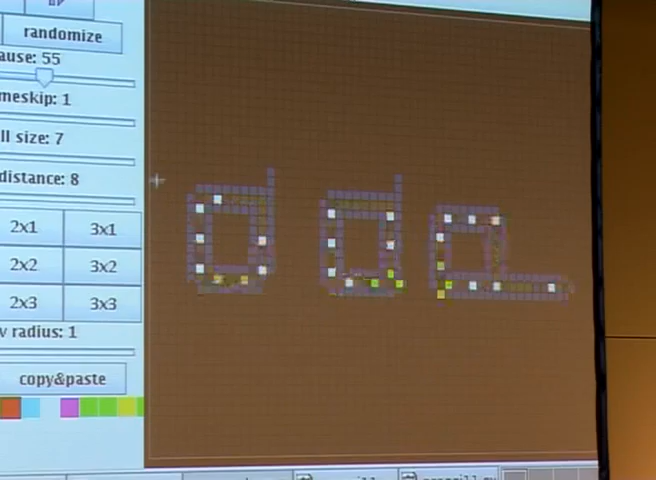 randomize
ause: 55
meskip: 1
ll size: 7
distance: 8
2x1 3x1
2x2 3x2
2x3 3x3
v radius: 1
copy&paste